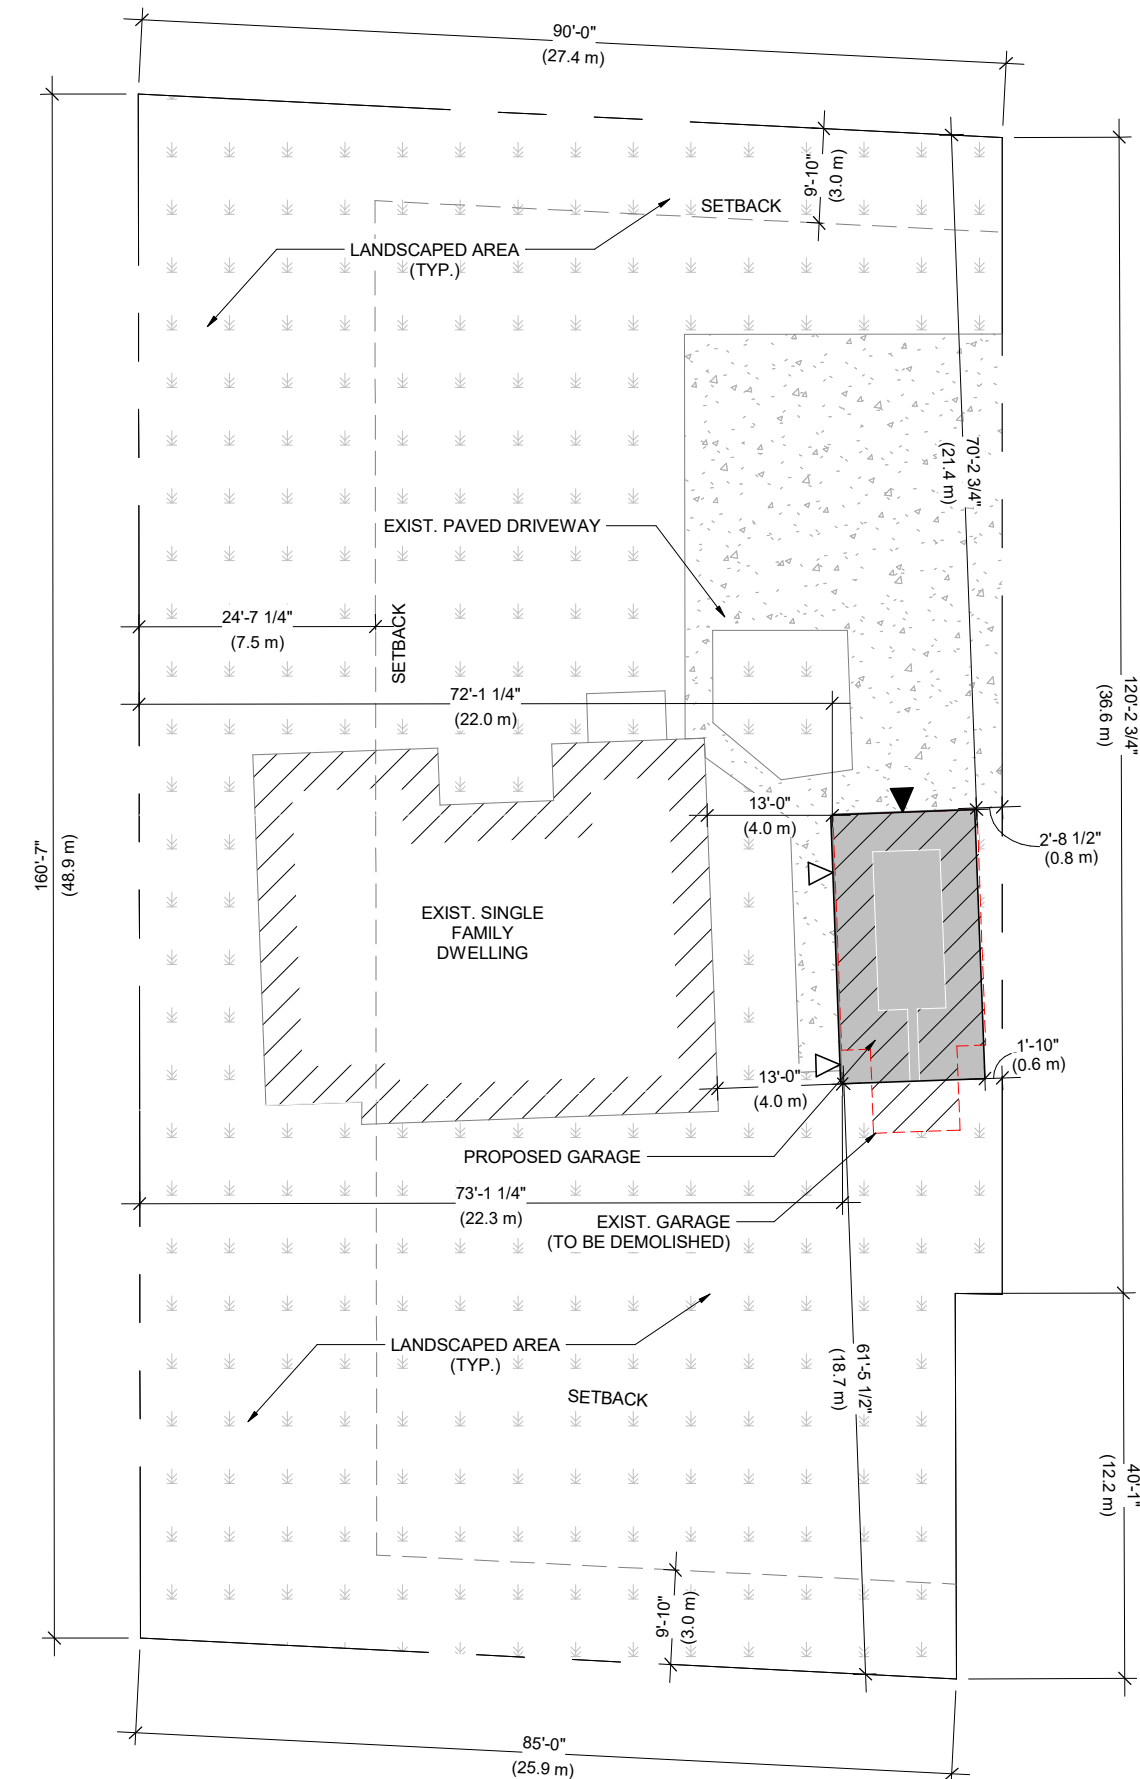 90'-0"
(27.4 m)
9'-10"
(3.0 m)
SETBACK
LANDSCAPED AREA
(TYP.)
70'-2 3/4"
(21.4 m)
EXIST. PAVED DRIVEWAY
24'-7 1/4"
(7.5 m)
SETBACK
72'-1 1/4"
(22.0 m)
120'-2 3/4"
(36.6 m)
13'-0"
(4.0 m)
2'-8 1/2"
(0.8 m)
160'-7"
(48.9 m)
EXIST. SINGLE
FAMILY
DWELLING
1'-10"
(0.6 m)
13'-0"
(4.0 m)
PROPOSED GARAGE
73'-1 1/4"
(22.3 m)
EXIST. GARAGE
(TO BE DEMOLISHED)
LANDSCAPED AREA
(TYP.)
61'-5 1/2"
(18.7 m)
SETBACK
40'-1"
(12.2 m)
9'-10"
(3.0 m)
85'-0"
(25.9 m)